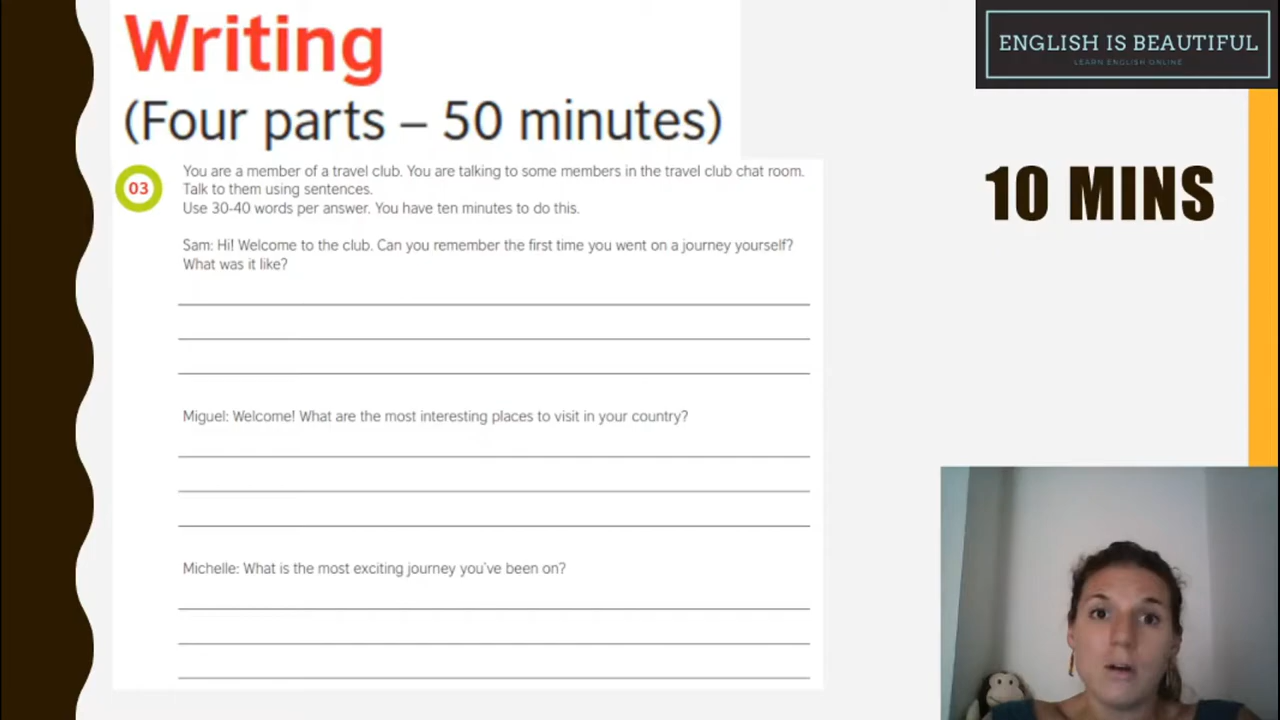 Writing
(Four parts – 50 minutes)
ENGLISH IS BEAUTIFUL
LEARN ENGLISH ONLINE
10 MINS
03
You are a member of a travel club. You are talking to some members in the travel club chat room.
Talk to them using sentences.
Use 30-40 words per answer. You have ten minutes to do this.
Sam: Hi! Welcome to the club. Can you remember the first time you went on a journey yourself?
What was it like?
Miguel: Welcome! What are the most interesting places to visit in your country?
Michelle: What is the most exciting journey you've been on?